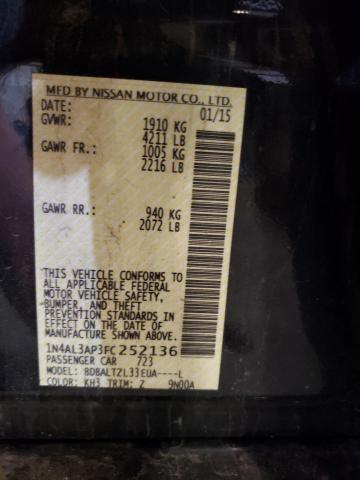 MFD BY NISSAN MOTOR CO., LTD.
DATE: 01/15
GVWR: 1910 KG
4211 LB
GAWR FR.: 1005 KG
2216 LB
GAWR RR.: 940 KG
2072 LB
THIS VEHICLE CONFORMS TO
ALL APPLICABLE FEDERAL
MOTOR VEHICLE SAFETY,
BUMPER, AND THEFT
PREVENTION STANDARDS IN
EFFECT ON THE DATE OF
MANUFACTURE SHOWN ABOVE.
1N4AL3AP3FC252136
PASSENGER CAR 723
MODEL: BDBALTZL33EUA----L
COLOR: KH3 TRIM: Z 9N00A